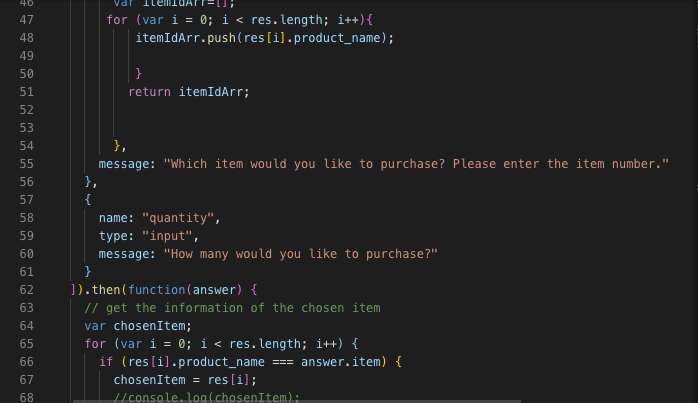 46 var itemIdArr=[];
47 for (var i = 0; i < res.length; i++){
48 itemIdArr.push(res[i].product_name);
49
50 }
51 return itemIdArr;
52
53
54 },
55 message: "Which item would you like to purchase? Please enter the item number."
56 },
57 {
58 name: "quantity",
59 type: "input",
60 message: "How many would you like to purchase?"
61 }
62 ]).then(function(answer) {
63 // get the information of the chosen item
64 var chosenItem;
65 for (var i = 0; i < res.length; i++) {
66 if (res[i].product_name === answer.item) {
67 chosenItem = res[i];
68 //console.log(chosenItem);